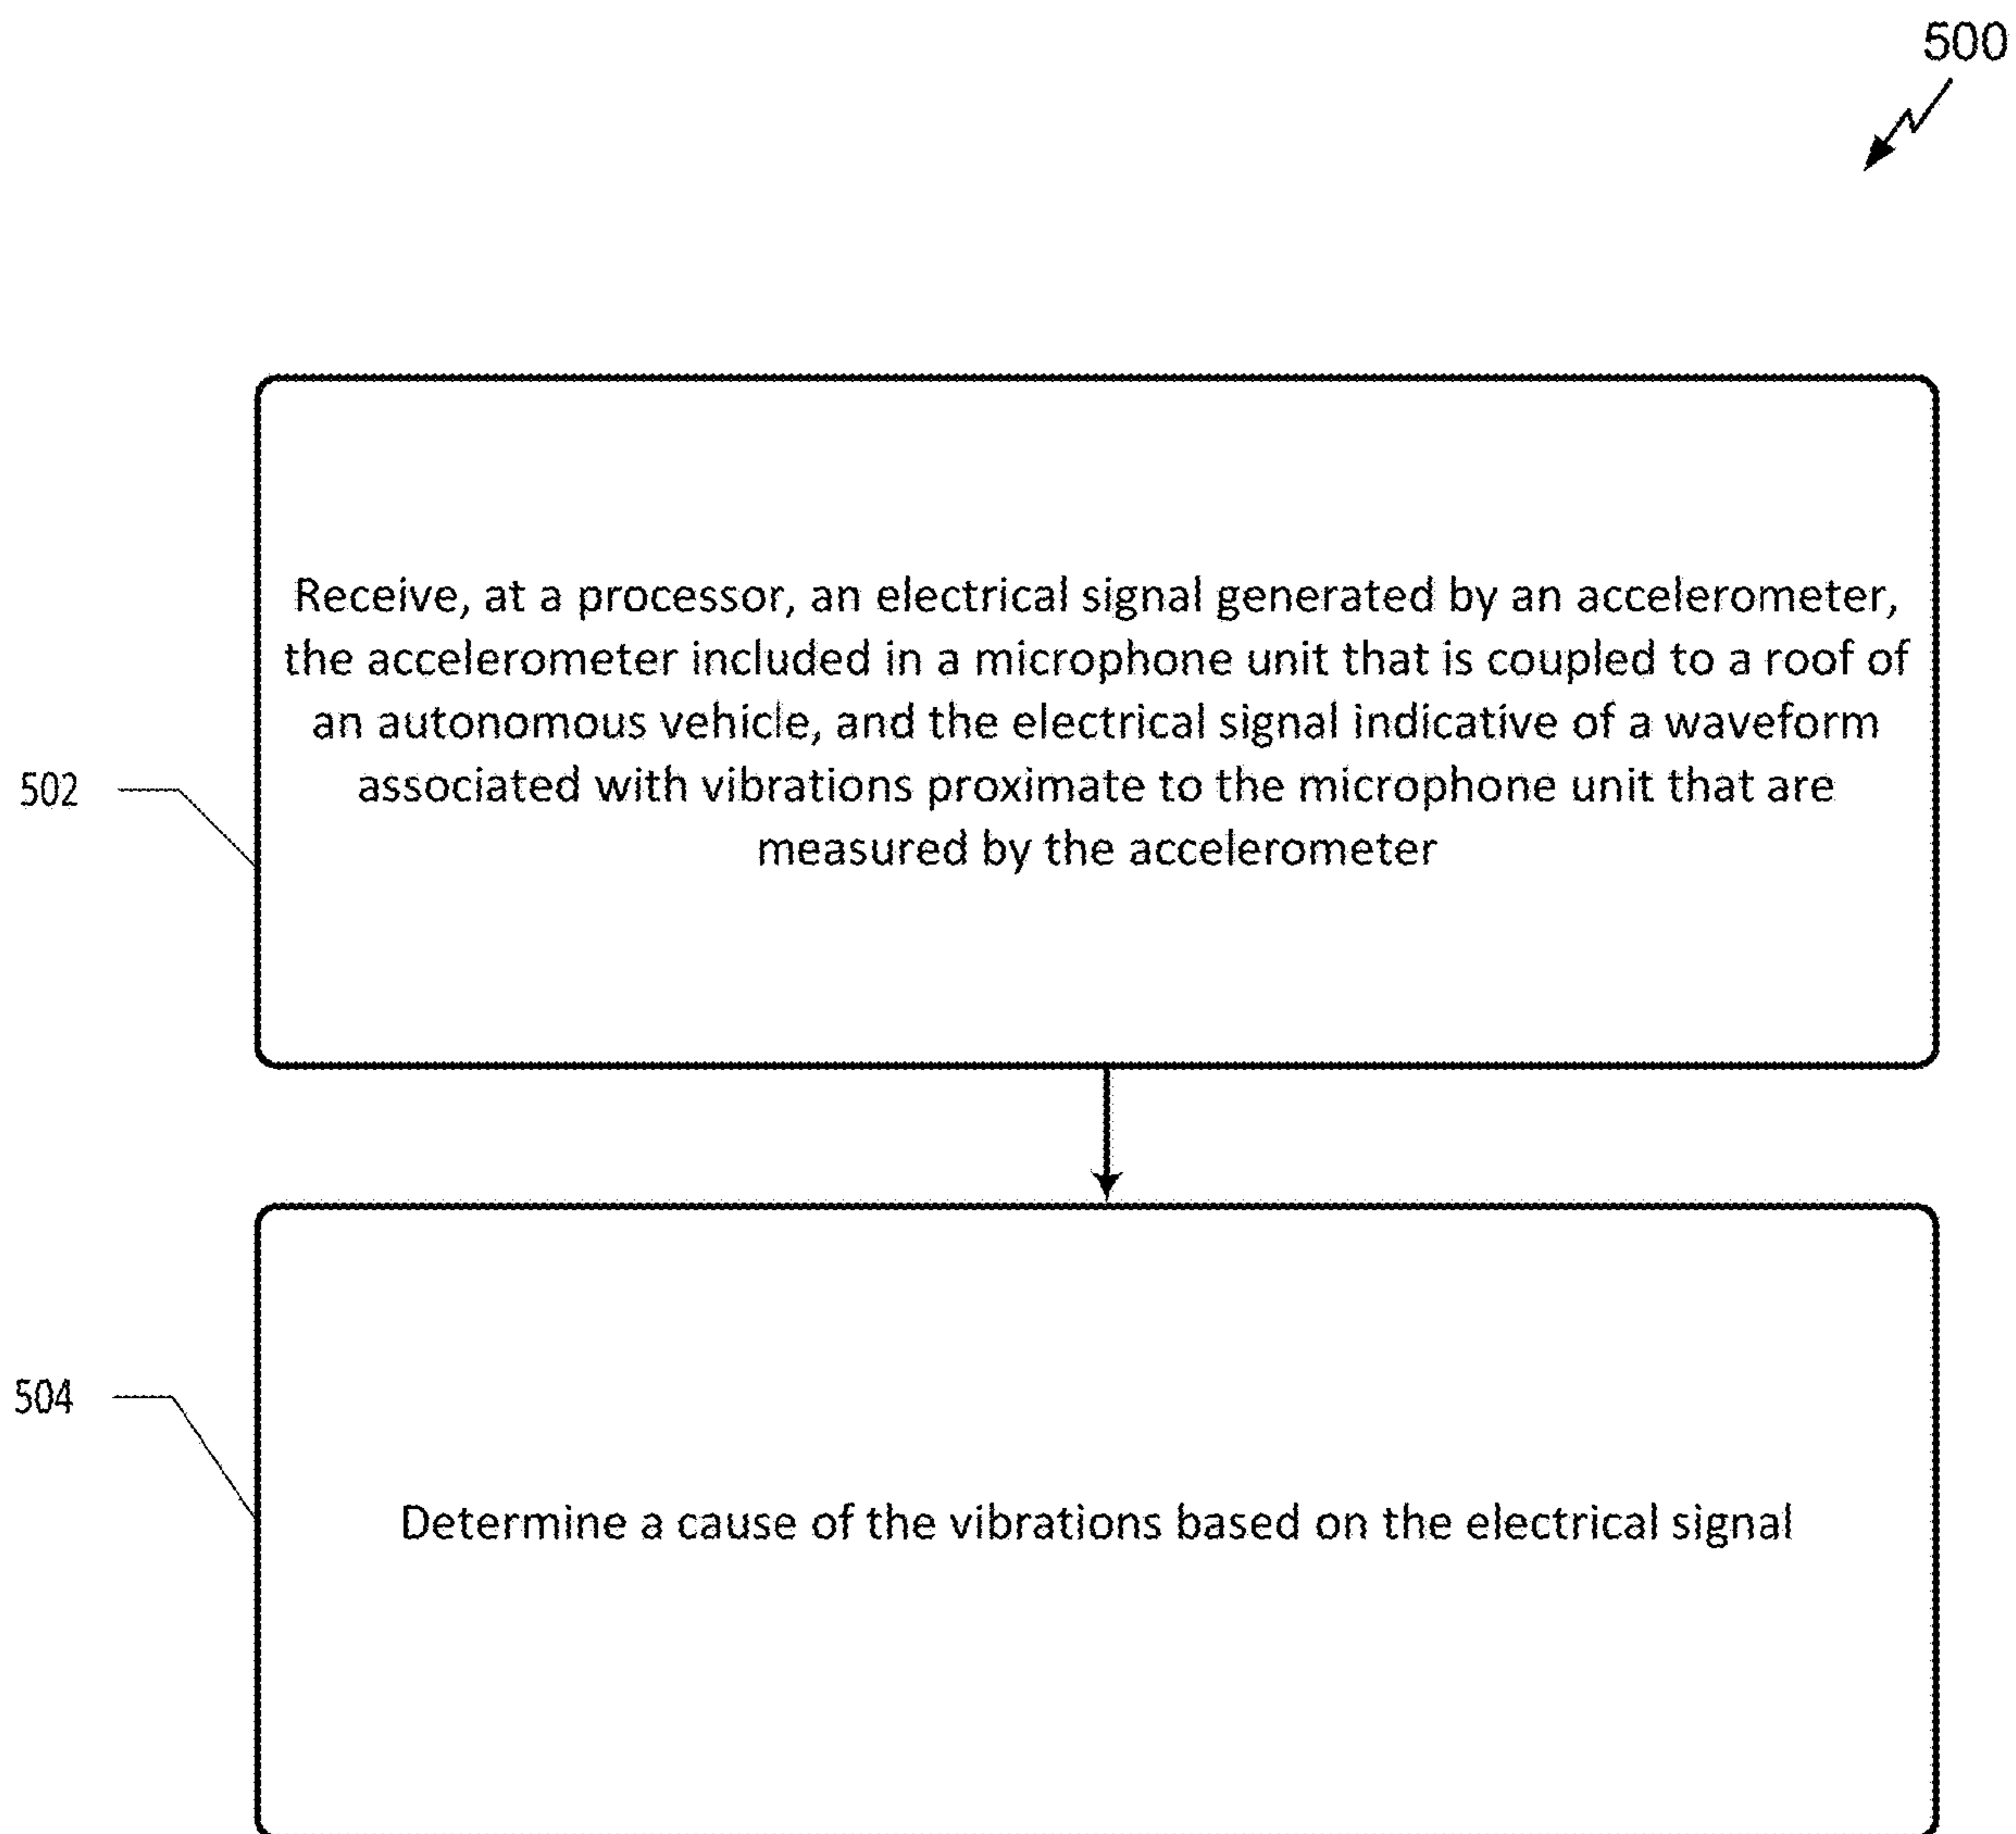 500
Receive, at a processor, an electrical signal generated by an accelerometer,
the accelerometer included in a microphone unit that is coupled to a roof of
an autonomous vehicle, and the electrical signal indicative of a waveform
associated with vibrations proximate to the microphone unit that are
measured by the accelerometer
502
504
Determine a cause of the vibrations based on the electrical signal